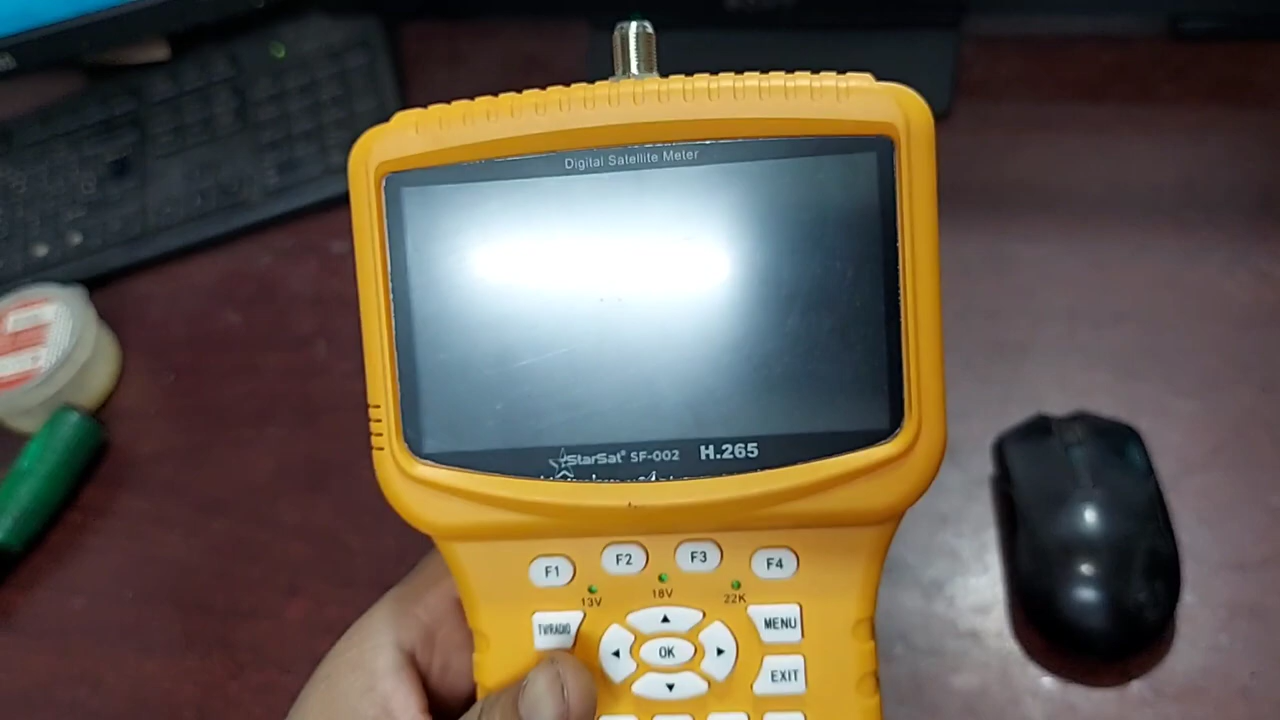 Digital Satellite Meter
StarSat® SF-002 H.265
F1 F2 F3 F4
13V 18V 22K
TV/RADIO ▲ MENU
◄ OK ►
▼ EXIT